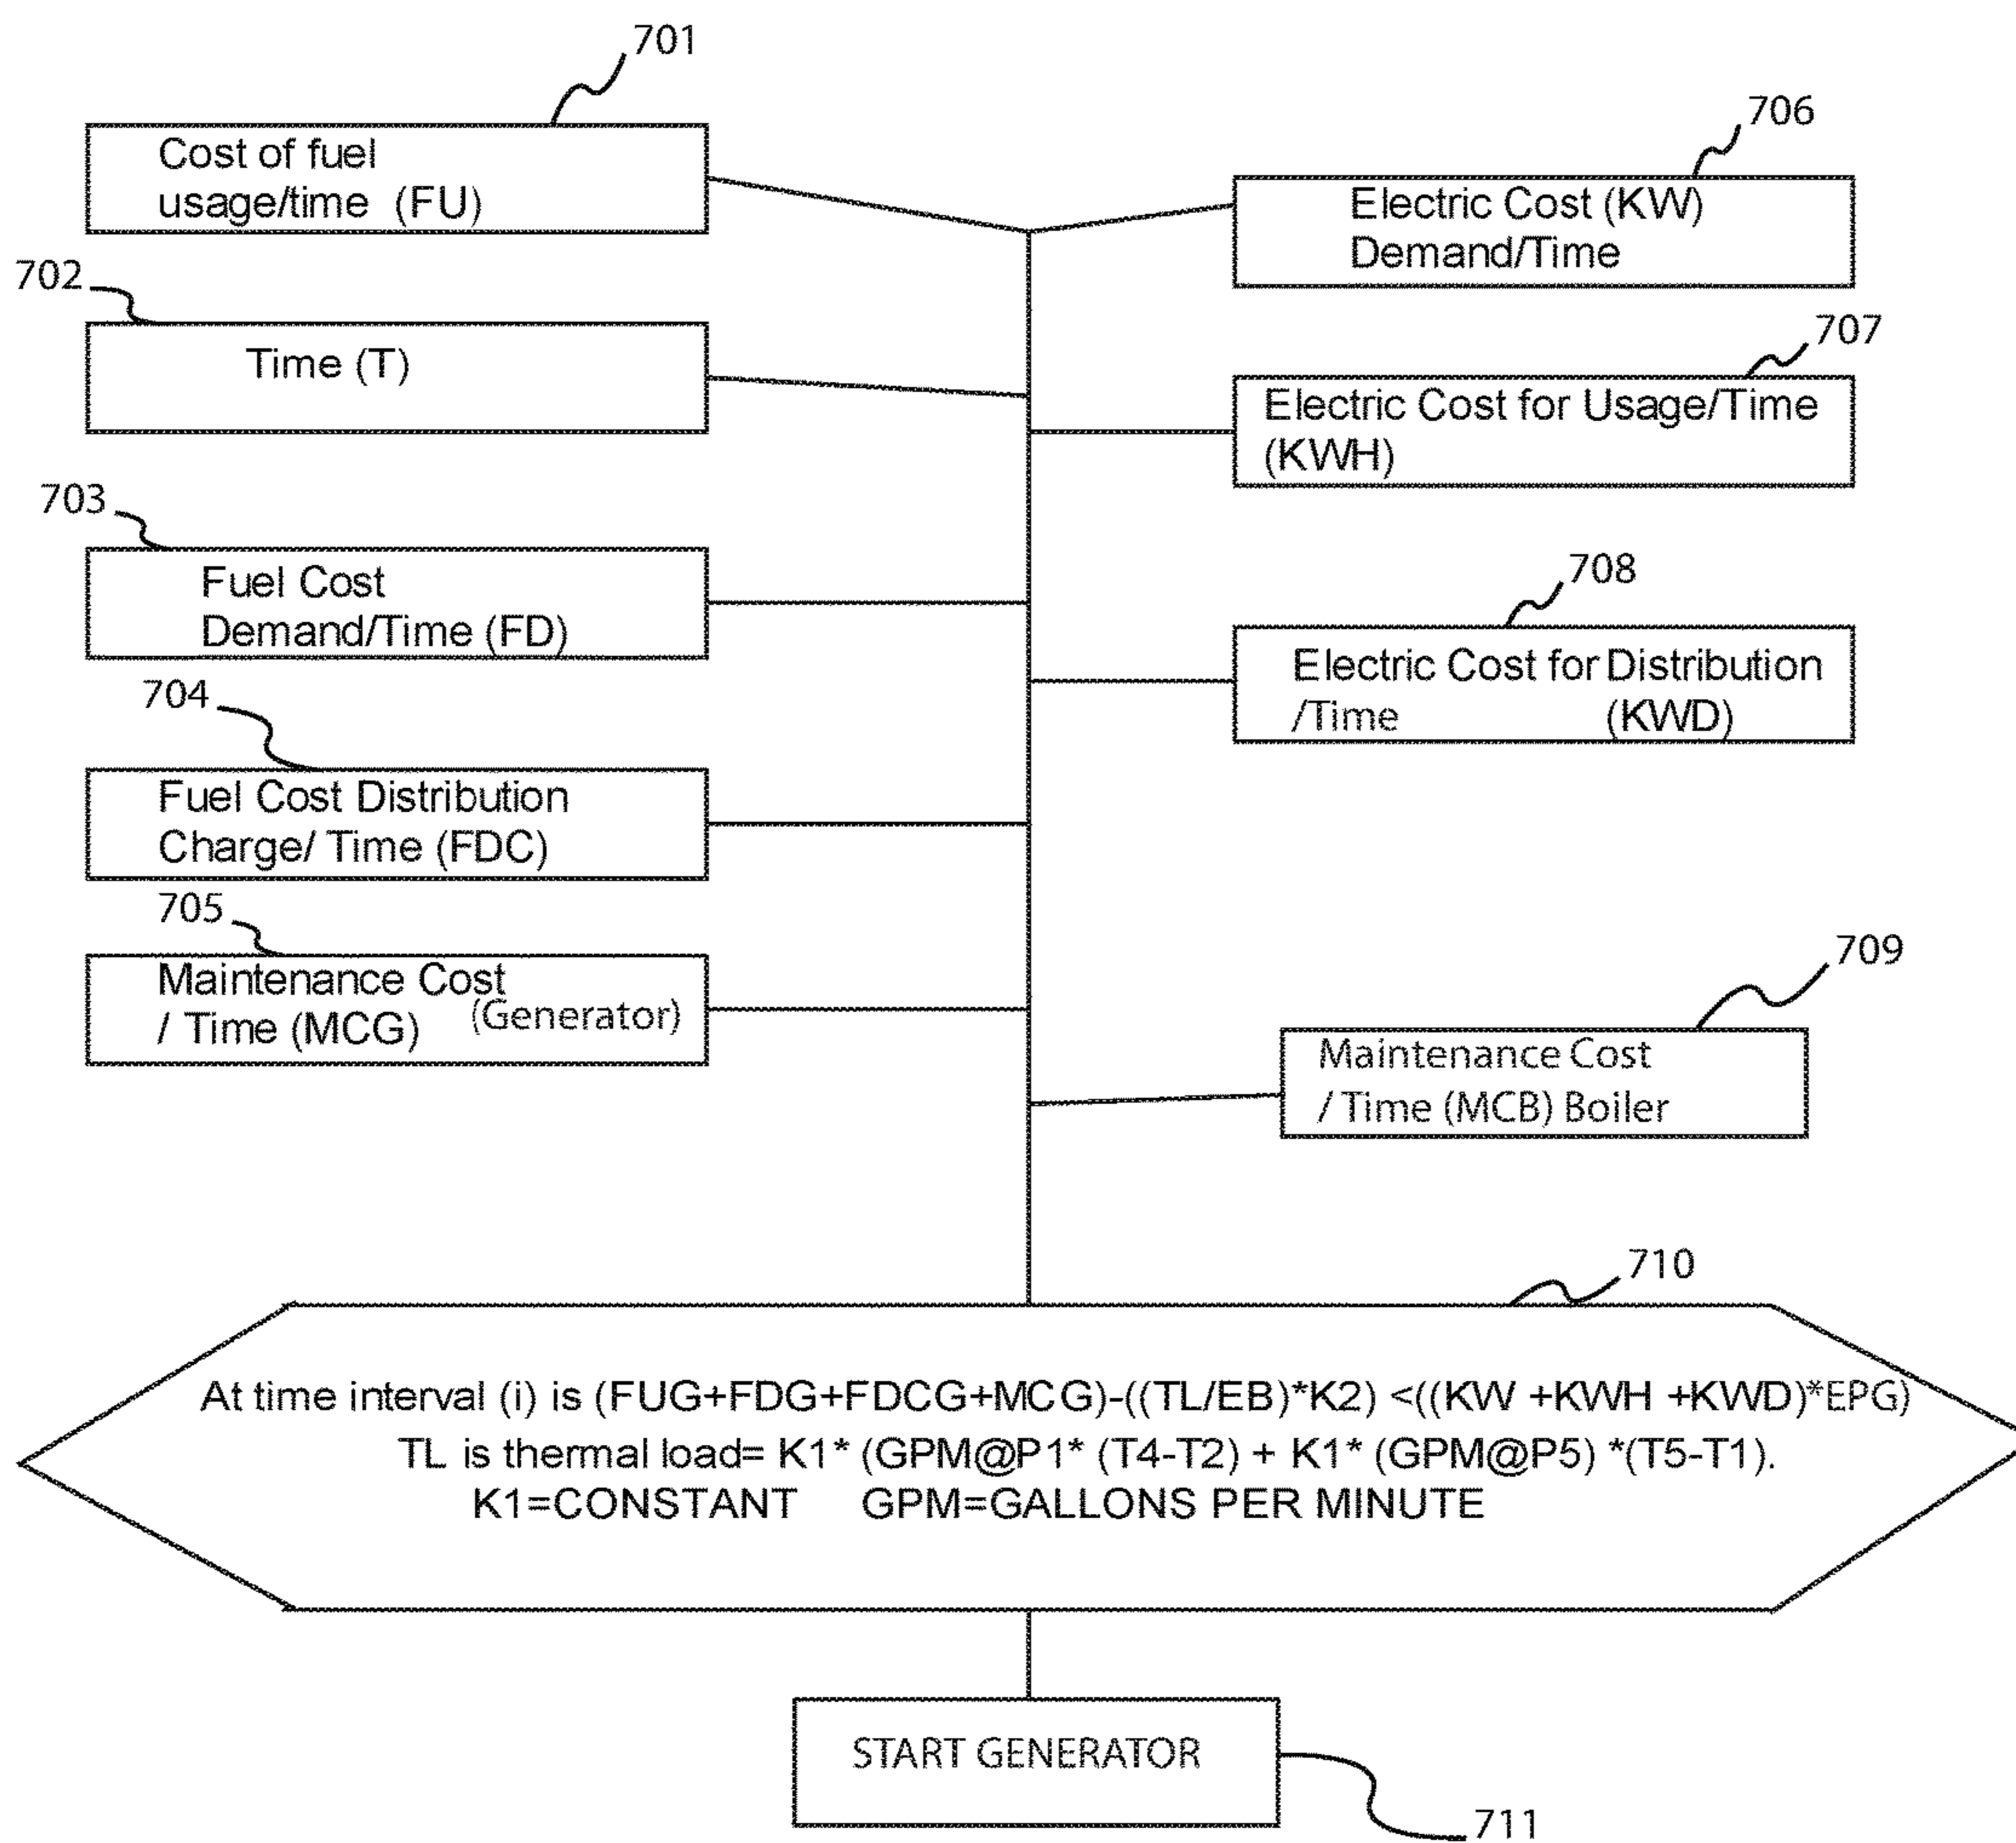 701
Cost of fuel
usage/time (FU)
702
Time (T)
703
Fuel Cost
Demand/Time (FD)
704
Fuel Cost Distribution
Charge/ Time (FDC)
705
Maintenance Cost
/ Time (MCG) (Generator)
706
Electric Cost (KW)
Demand/Time
707
Electric Cost for Usage/Time
(KWH)
708
Electric Cost for Distribution
/Time (KWD)
709
Maintenance Cost
/ Time (MCB) Boiler
710
At time interval (i) is (FUG+FDG+FDCG+MCG)-((TL/EB)*K2) <((KW +KWH +KWD)*EPG)
TL is thermal load= K1* (GPM@P1* (T4-T2) + K1* (GPM@P5) *(T5-T1).
K1=CONSTANT GPM=GALLONS PER MINUTE
START GENERATOR
711